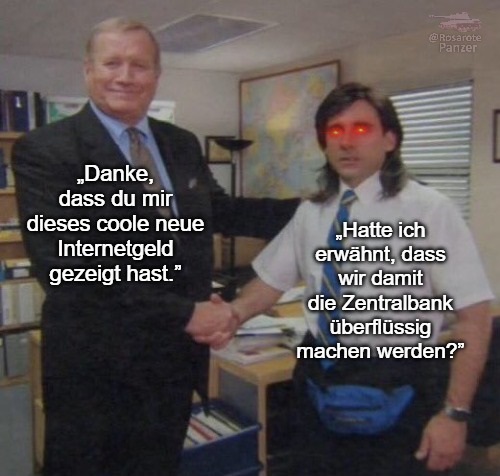 @Rosarote
Panzer
„Danke,
dass du mir
dieses coole neue
Internetgeld
gezeigt hast.”
„Hatte ich
erwähnt, dass
wir damit
die Zentralbank
überflüssig
machen werden?”